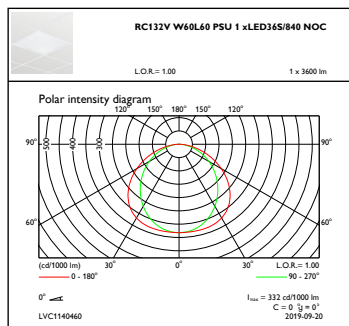 RC132V W60L60 PSU 1 xLED36S/840 NOC
L.O.R.= 1.00 1 x 3600 lm
Polar intensity diagram
120° 150° 180° 150° 120°
90° 90°
500 400 300
60° 60°
(cd/1000 lm) 30° 0° 30° L.O.R.= 1.00
0 - 180° 90 - 270°
0° Imax = 332 cd/1000 lm
C = 0 °g = 0°
LVC1140460 2019-09-20